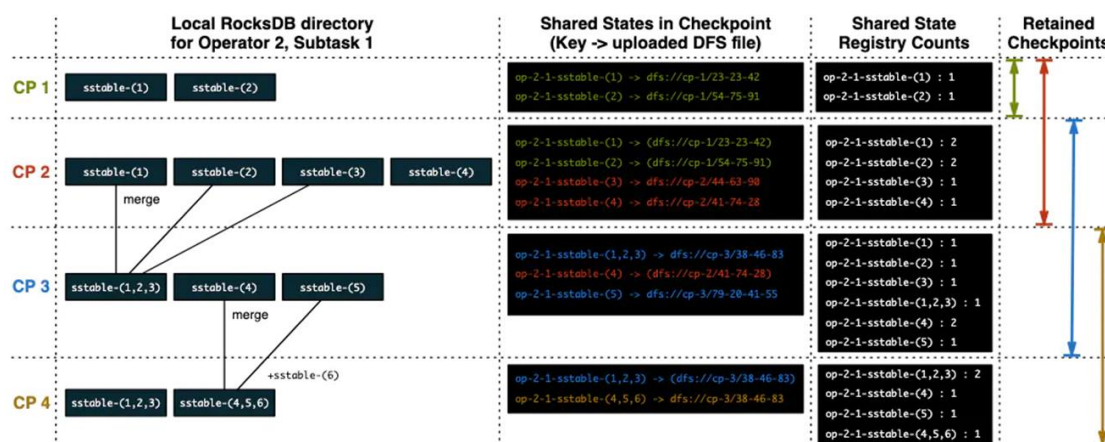 Local RocksDB directory
for Operator 2, Subtask 1
Shared States in Checkpoint
(Key -> uploaded DFS file)
Shared State
Registry Counts
Retained
Checkpoints
CP 1
sstable-(1)
sstable-(2)
op-2-1-sstable-(1) -> dfs://cp-1/23-23-42
op-2-1-sstable-(2) -> dfs://cp-1/54-75-91
op-2-1-sstable-(1) : 1
op-2-1-sstable-(2) : 1
CP 2
sstable-(1)
sstable-(2)
sstable-(3)
sstable-(4)
merge
op-2-1-sstable-(1) -> (dfs://cp-1/23-23-42)
op-2-1-sstable-(2) -> (dfs://cp-1/54-75-91)
op-2-1-sstable-(3) -> dfs://cp-2/44-63-90
op-2-1-sstable-(4) -> dfs://cp-2/41-74-28
op-2-1-sstable-(1) : 2
op-2-1-sstable-(2) : 2
op-2-1-sstable-(3) : 1
op-2-1-sstable-(4) : 1
CP 3
sstable-(1,2,3)
sstable-(4)
sstable-(5)
merge
op-2-1-sstable-(1,2,3) -> dfs://cp-3/38-46-83
op-2-1-sstable-(4) -> (dfs://cp-2/41-74-28)
op-2-1-sstable-(5) -> dfs://cp-3/79-20-41-55
op-2-1-sstable-(1) : 1
op-2-1-sstable-(2) : 1
op-2-1-sstable-(3) : 1
op-2-1-sstable-(1,2,3) : 1
op-2-1-sstable-(4) : 2
op-2-1-sstable-(5) : 1
+sstable-(6)
CP 4
sstable-(1,2,3)
sstable-(4,5,6)
op-2-1-sstable-(1,2,3) -> (dfs://cp-3/38-46-83)
op-2-1-sstable-(4,5,6) -> dfs://cp-3/38-46-83
op-2-1-sstable-(1,2,3) : 2
op-2-1-sstable-(4) : 1
op-2-1-sstable-(5) : 1
op-2-1-sstable-(4,5,6) : 1